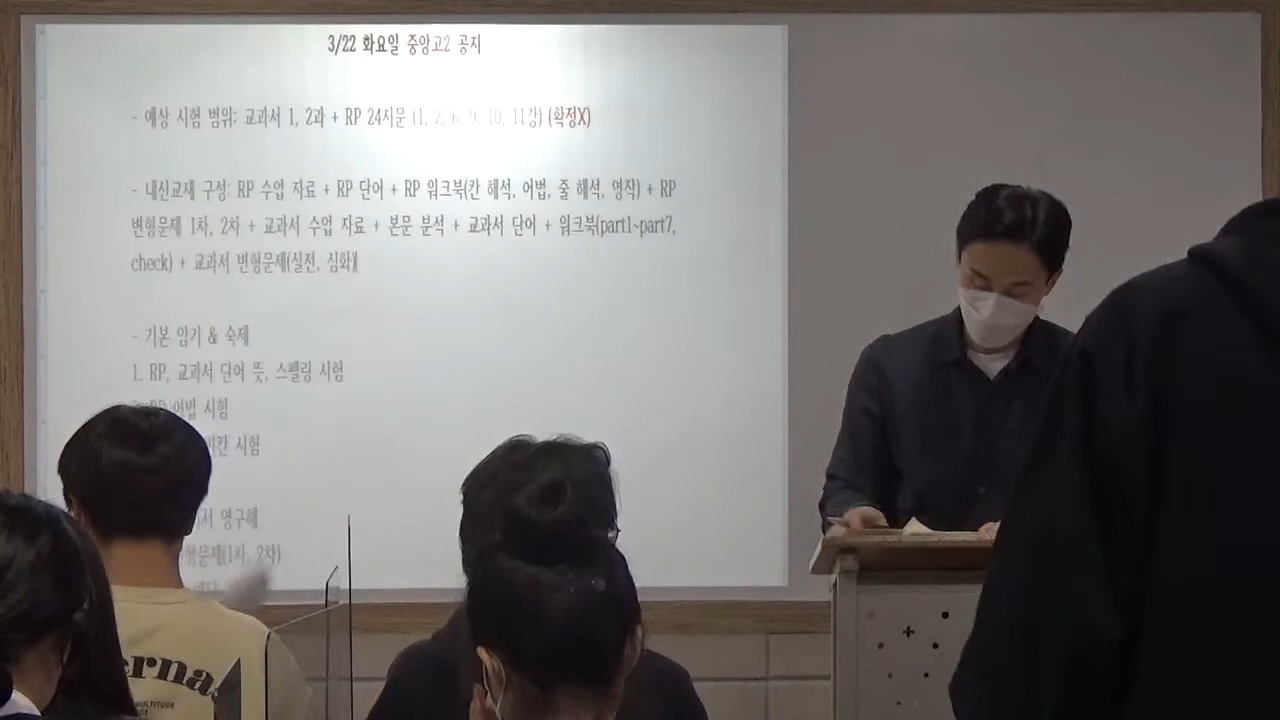 3/22 화요일 중앙고2 공지
- 예상 시험 범위: 교과서 1, 2과 + RP 24지문 (1, 2, 6, 9, 10, 11강) (확정X)
- 내신교재 구성: RP 수업 자료 + RP 단어 + RP 워크북(칸 해석, 어법, 줄 해석, 영작) + RP
변형문제 1차, 2차 + 교과서 수업 자료 + 본문 분석 + 교과서 단어 + 워크북(part1~part7,
check) + 교과서 변형문제(실전, 심화)
- 기본 암기 & 숙제
1. RP, 교과서 단어 뜻, 스펠링 시험
어법 시험
빈칸 시험
영구해
형문제(1차, 2차)
erna
MULTITUDE
DE